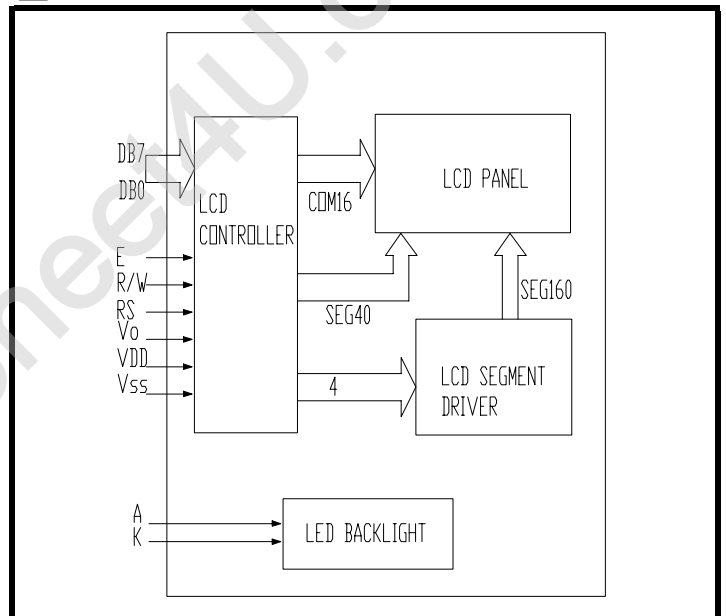 DB7
DB0
LCD
CONTROLLER
COM16
LCD PANEL
E
R/W
RS
Vo
VDD
Vss
SEG40
SEG160
4
LCD SEGMENT
DRIVER
A
K
LED BACKLIGHT